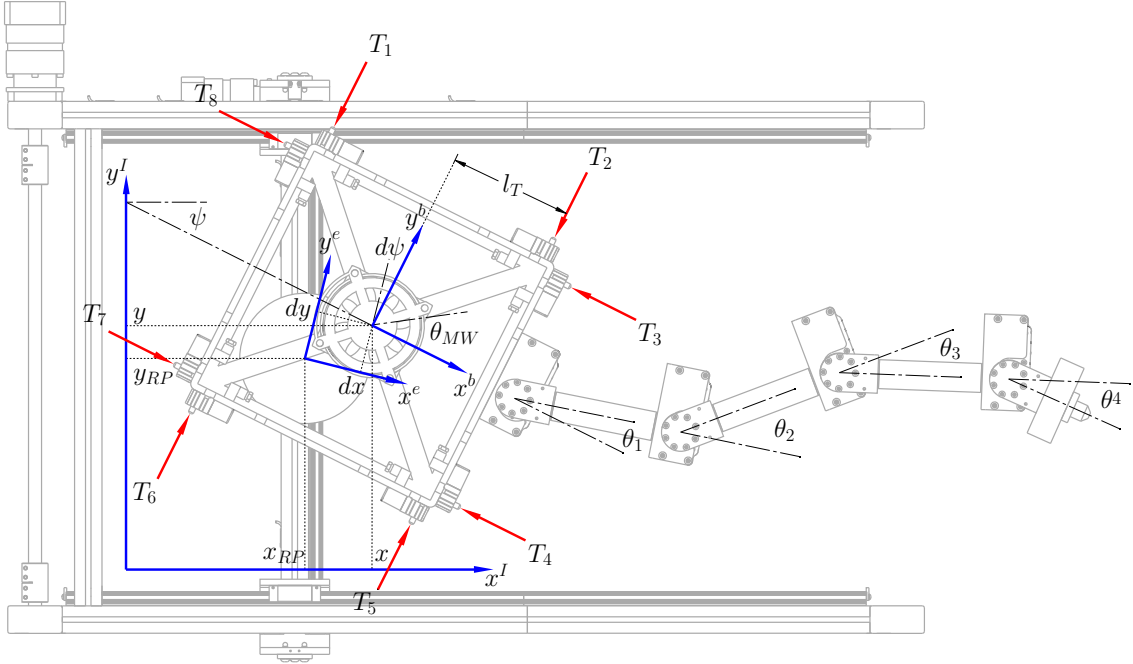 T₁
T₈
T₂
l_T
y^I
ψ
y^b
y^e
dψ
dy
T₇
y
θ_MW
T₃
θ₃
y_RP
dx
x^e
x^b
θ4
θ₁
θ₂
T₆
x_RP
x
T₄
x^I
T₅